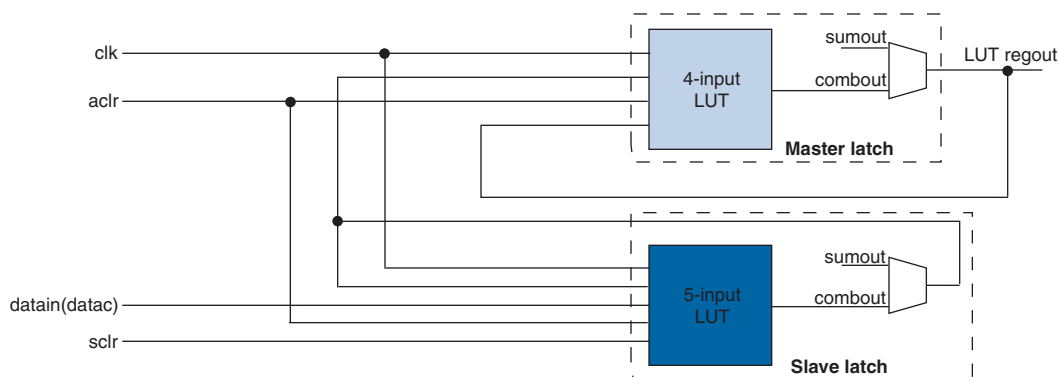 clk
aclr
4-input
LUT
sumout
combout
LUT regout
Master latch
datain(datac)
sclr
5-input
LUT
sumout
combout
Slave latch